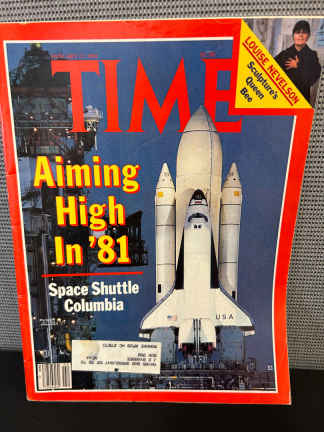 TIME
LOUISE NEVELSON
Sculpture's
Queen
Bee
Aiming
High
In '81
Space Shuttle
Columbia
USA